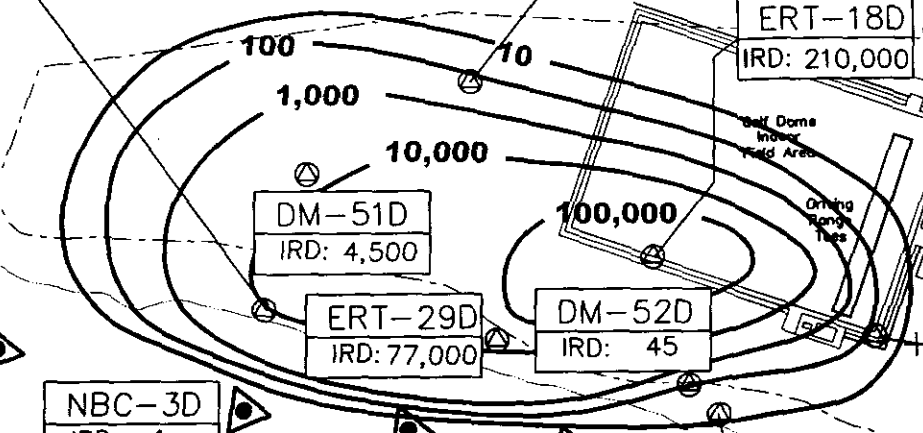 ERT-18D
IRD: 210,000
100
10
1,000
10,000
100,000
Golf Dome
Indoor
Field Area
Driving
Range
Tees
DM-51D
IRD: 4,500
ERT-29D
IRD: 77,000
DM-52D
IRD: 45
NBC-3D